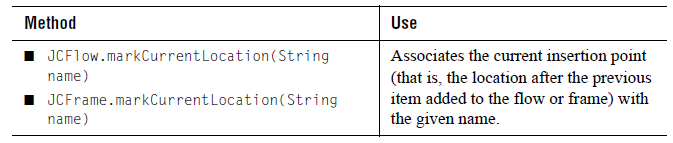 Method Use
■ JCFlow.markCurrentLocation(String
name)
■ JCFrame.markCurrentLocation(String
name)
Associates the current insertion point
(that is, the location after the previous
item added to the flow or frame) with
the given name.